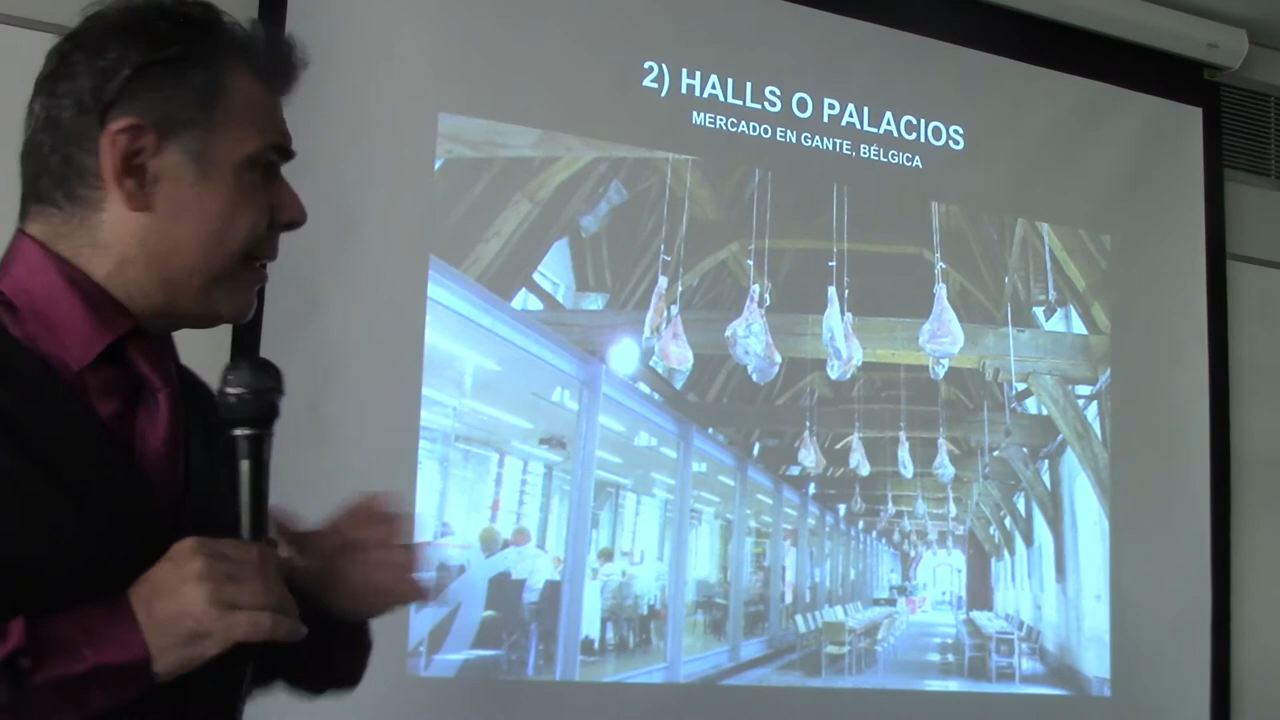 2) HALLS O PALACIOS
MERCADO EN GANTE, BÉLGICA